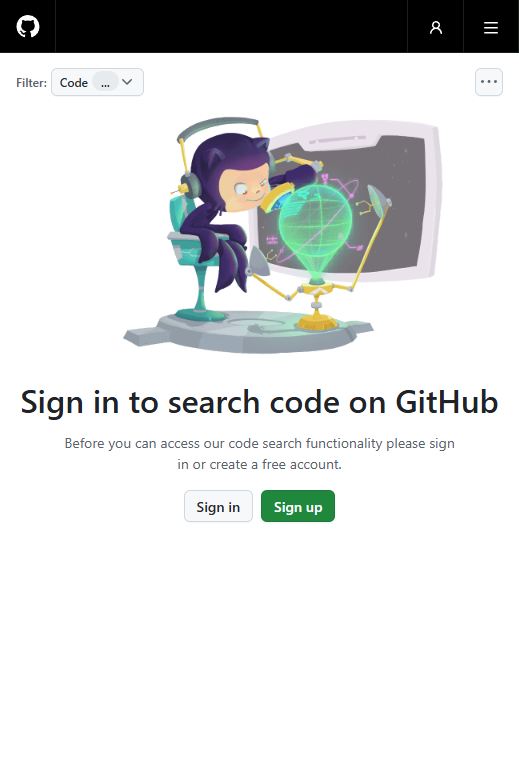 Filter: Code ...
Sign in to search code on GitHub
Before you can access our code search functionality please sign
in or create a free account.
Sign in Sign up